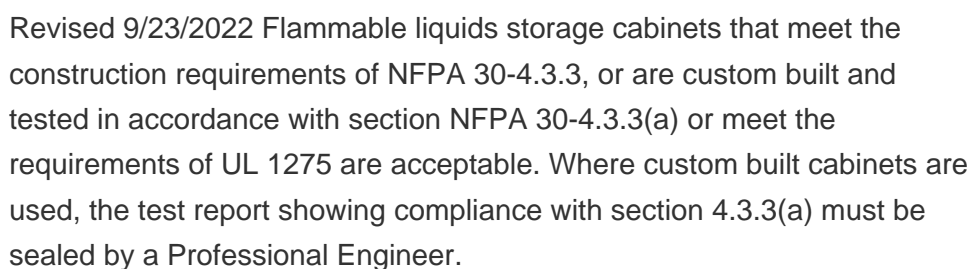 Revised 9/23/2022 Flammable liquids storage cabinets that meet the
construction requirements of NFPA 30-4.3.3, or are custom built and
tested in accordance with section NFPA 30-4.3.3(a) or meet the
requirements of UL 1275 are acceptable. Where custom built cabinets are
used, the test report showing compliance with section 4.3.3(a) must be
sealed by a Professional Engineer.